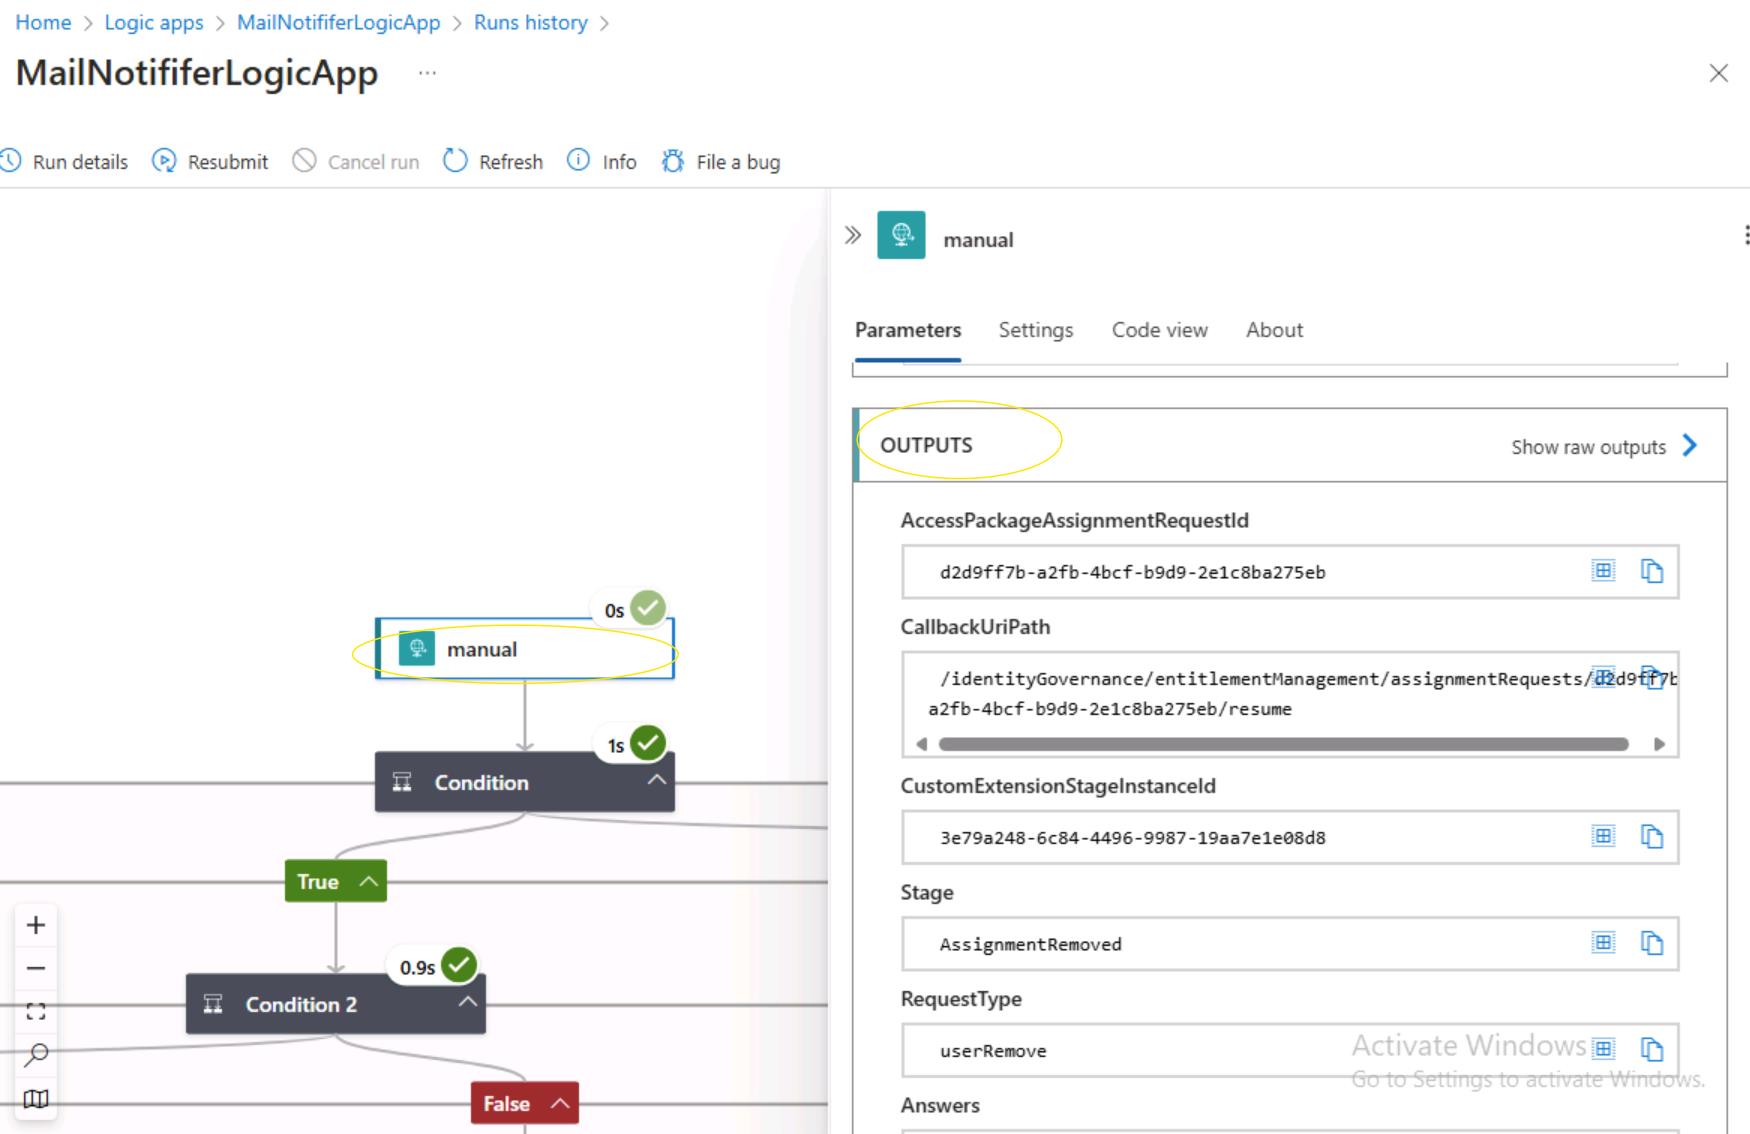 Home > Logic apps > MailNotififerLogicApp > Runs history >
MailNotififerLogicApp ...
Run details Resubmit Cancel run Refresh Info File a bug
manual
Parameters Settings Code view About
OUTPUTS
Show raw outputs
AccessPackageAssignmentRequestId
d2d9ff7b-a2fb-4bcf-b9d9-2e1c8ba275eb
CallbackUriPath
/identityGovernance/entitlementManagement/assignmentRequests/d2d9ff7b
a2fb-4bcf-b9d9-2e1c8ba275eb/resume
CustomExtensionStageInstanceId
3e79a248-6c84-4496-9987-19aa7e1e08d8
Stage
AssignmentRemoved
RequestType
userRemove
Answers
0s
manual
1s
Condition
True
0.9s
Condition 2
False
Activate Windows
Go to Settings to activate Windows.